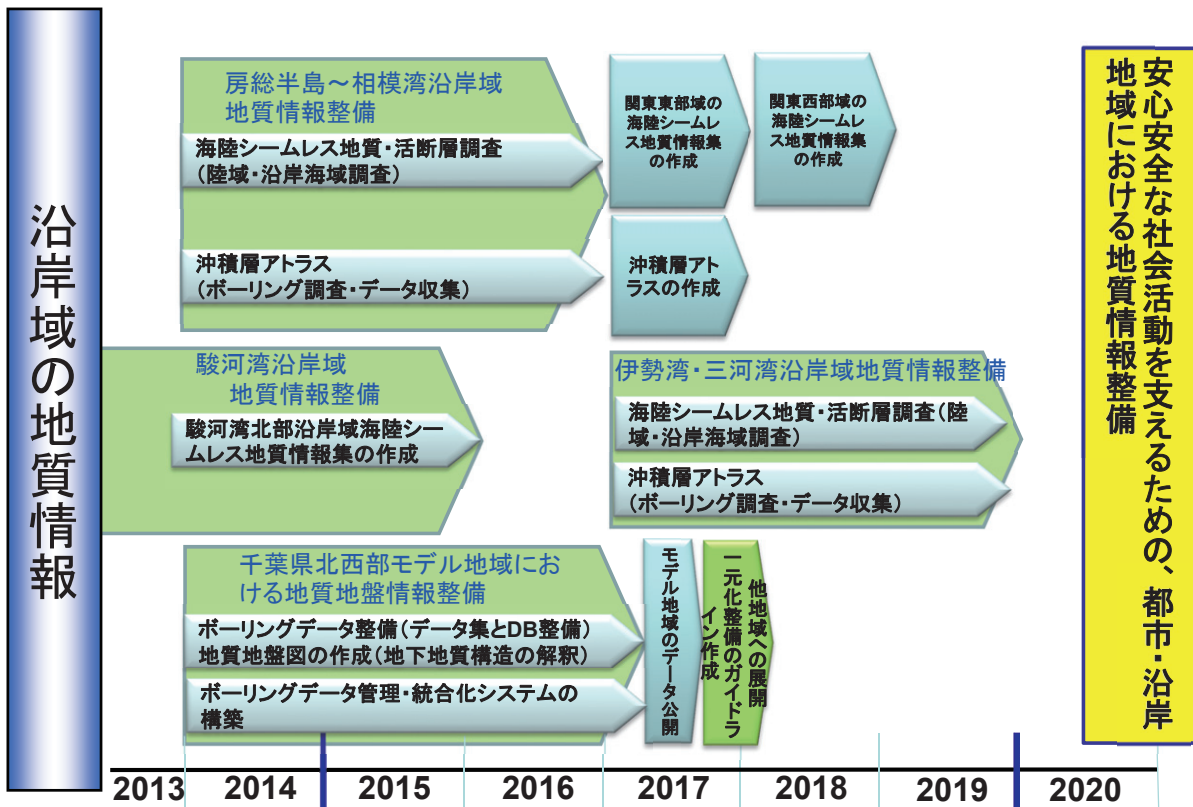 沿岸域の地質情報
房総半島～相模湾沿岸域
地質情報整備
海陸シームレス地質・活断層調査
(陸域・沿岸海域調査)
沖積層アトラス
(ボーリング調査・データ収集)
関東東部域の
海陸シームレ
ス地質情報集
の作成
関東西部域の
海陸シームレ
ス地質情報集
の作成
沖積層アト
ラスの作成
駿河湾沿岸域
地質情報整備
駿河湾北部沿岸域海陸シー
ムレス地質情報集の作成
伊勢湾・三河湾沿岸域地質情報整備
海陸シームレス地質・活断層調査(陸
域・沿岸海域調査)
沖積層アトラス
(ボーリング調査・データ収集)
千葉県北西部モデル地域にお
ける地質地盤情報整備
ボーリングデータ整備(データ集とDB整備)
地質地盤図の作成(地下地質構造の解釈)
ボーリングデータ管理・統合化システムの
構築
モデル地域のデータ公開
他地域への展開
一元化整備のガイドラ
イン作成
安心安全な社会活動を支えるための、都市・沿岸
地域における地質情報整備
2013 2014 2015 2016 2017 2018 2019 2020